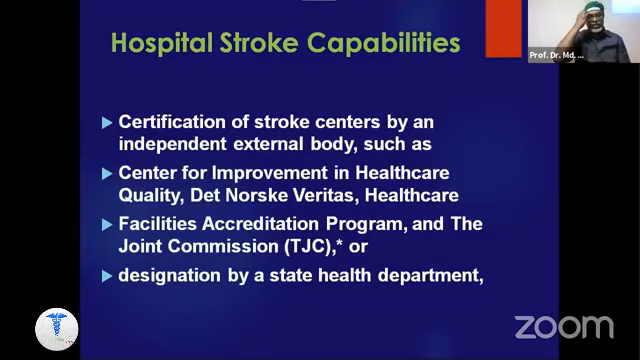 Hospital Stroke Capabilities
Prof. Dr. Md, ...
Certification of stroke centers by an
independent external body, such as
Center for Improvement in Healthcare
Quality, Det Norske Veritas, Healthcare
Facilities Accreditation Program, and The
Joint Commission (TJC),* or
designation by a state health department,
zoom